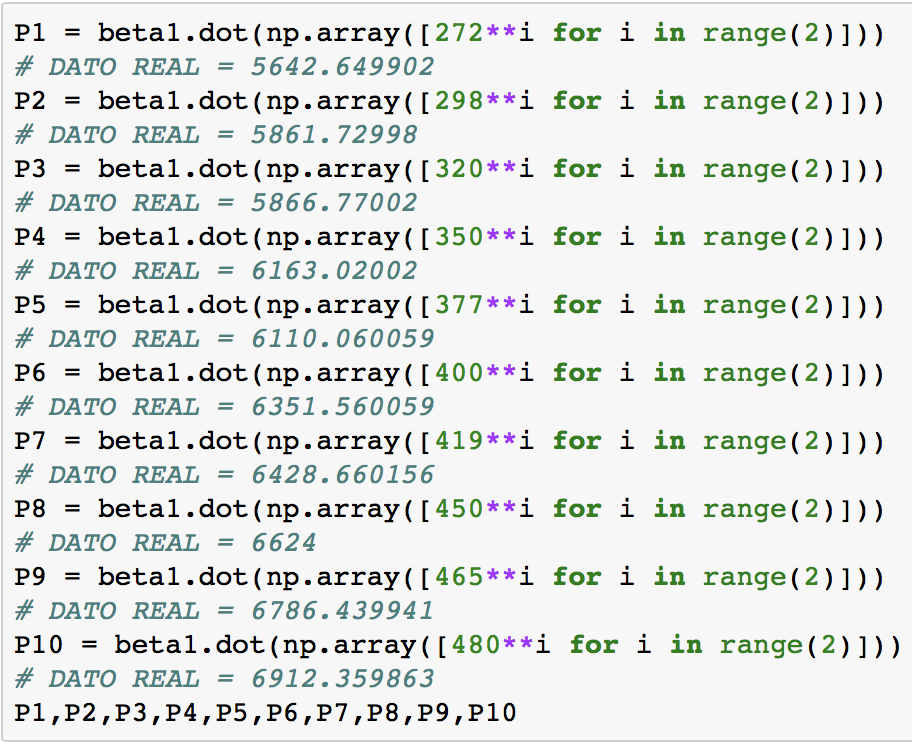 P1 = beta1.dot(np.array([272**i for i in range(2)]))
# DATO REAL = 5642.649902
P2 = beta1.dot(np.array([298**i for i in range(2)]))
# DATO REAL = 5861.72998
P3 = beta1.dot(np.array([320**i for i in range(2)]))
# DATO REAL = 5866.77002
P4 = beta1.dot(np.array([350**i for i in range(2)]))
# DATO REAL = 6163.02002
P5 = beta1.dot(np.array([377**i for i in range(2)]))
# DATO REAL = 6110.060059
P6 = beta1.dot(np.array([400**i for i in range(2)]))
# DATO REAL = 6351.560059
P7 = beta1.dot(np.array([419**i for i in range(2)]))
# DATO REAL = 6428.660156
P8 = beta1.dot(np.array([450**i for i in range(2)]))
# DATO REAL = 6624
P9 = beta1.dot(np.array([465**i for i in range(2)]))
# DATO REAL = 6786.439941
P10 = beta1.dot(np.array([480**i for i in range(2)]))
# DATO REAL = 6912.359863
P1,P2,P3,P4,P5,P6,P7,P8,P9,P10